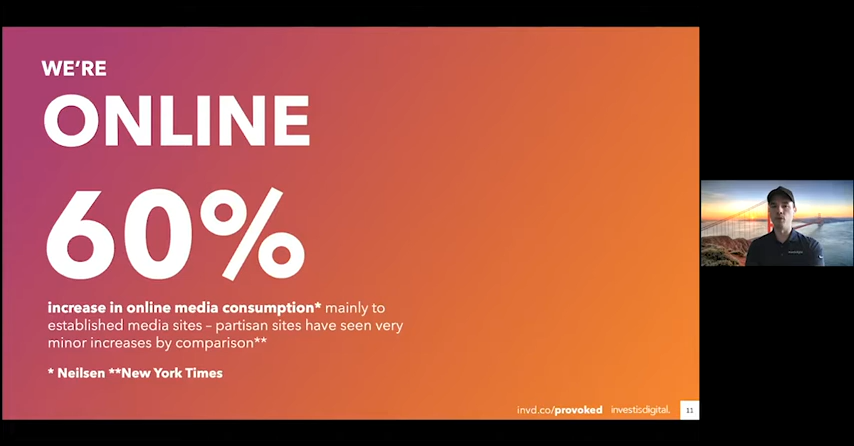 WE'RE
ONLINE
60%
increase in online media consumption* mainly to
established media sites – partisan sites have seen very
minor increases by comparison**
* Neilsen **New York Times
invd.co/provoked investisdigital. 11